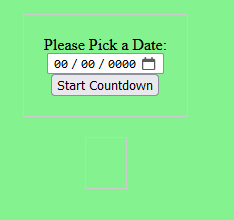 Please Pick a Date:
00 / 00 / 0000
Start Countdown